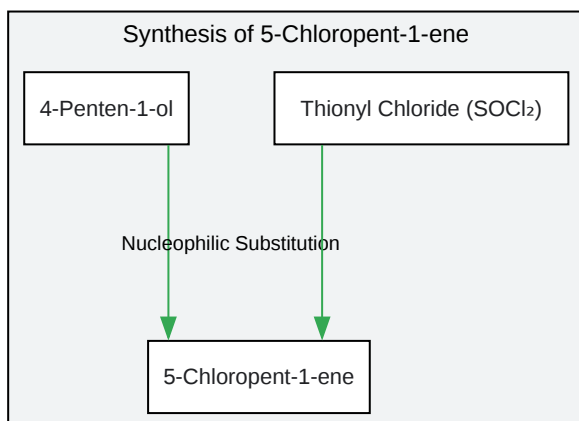 Synthesis of 5-Chloropent-1-ene
4-Penten-1-ol
Thionyl Chloride (SOCl₂)
Nucleophilic Substitution
5-Chloropent-1-ene